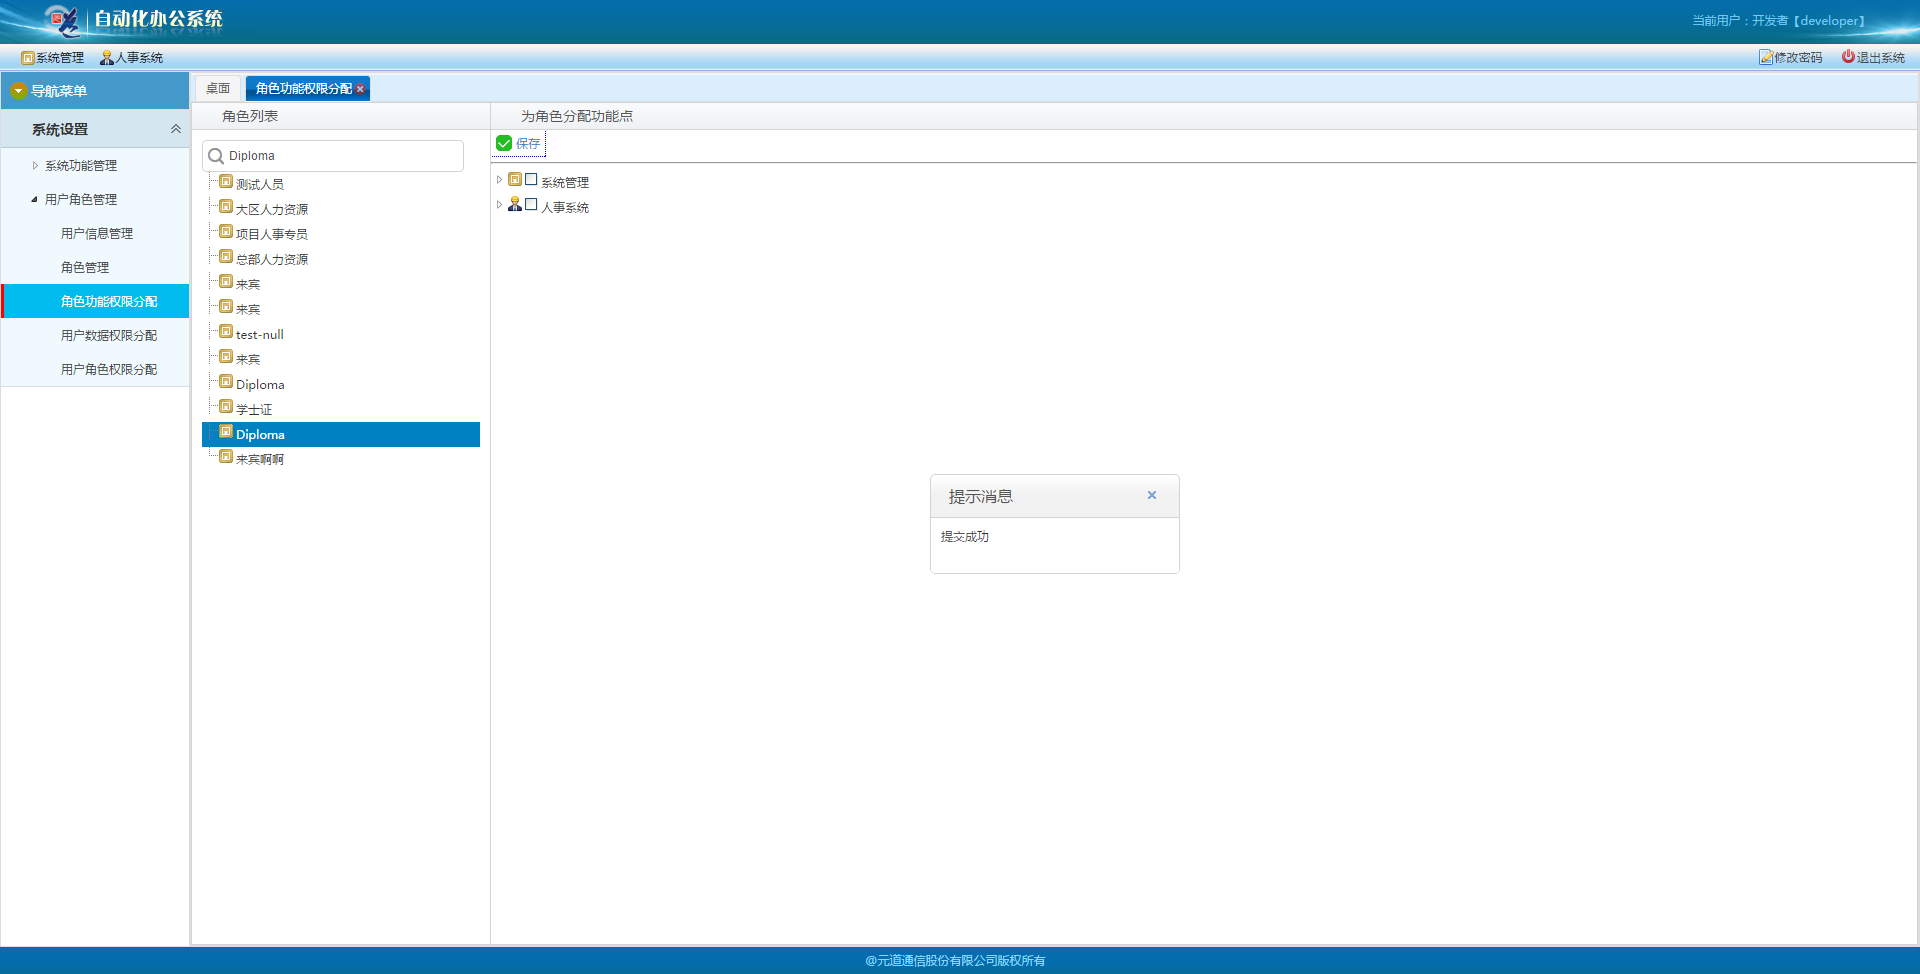 自动化办公系统
当前用户：开发者【developer】
系统管理 人事系统 修改密码 退出系统
导航菜单
系统设置
系统功能管理
用户角色管理
用户信息管理
角色管理
角色功能权限分配
用户数据权限分配
用户角色权限分配
桌面 角色功能权限分配
角色列表
Diploma
测试人员
大区人力资源
项目人事专员
总部人力资源
来宾
来宾
test-null
来宾
Diploma
学士证
Diploma
来宾啊啊
为角色分配功能点
保存
系统管理
人事系统
提示消息
提交成功
@元道通信股份有限公司版权所有